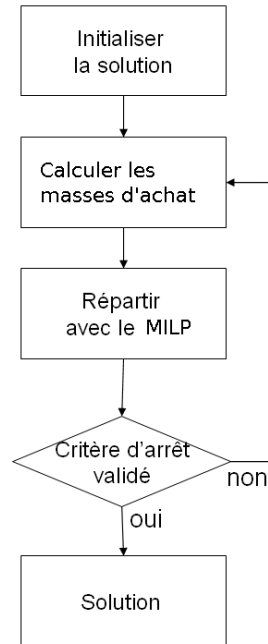 Initialiser
la solution
Calculer les
masses d'achat
Répartir
avec le MILP
Critère d'arrêt
validé
non
oui
Solution